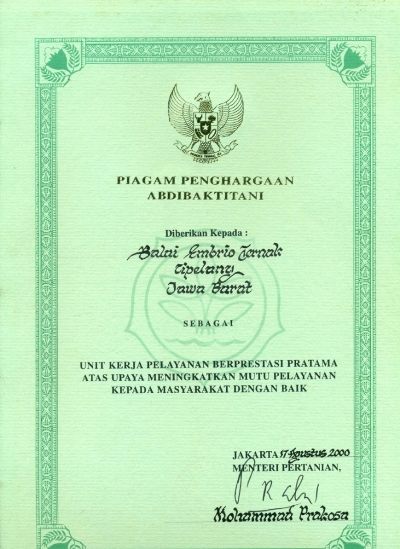 PIAGAM PENGHARGAAN
ABDIBAKTITANI
Diberikan Kepada :
Balai Embrio Ternak
Cipelang
Jawa Barat
SEBAGAI
UNIT KERJA PELAYANAN BERPRESTASI PRATAMA
ATAS UPAYA MENINGKATKAN MUTU PELAYANAN
KEPADA MASYARAKAT DENGAN BAIK
JAKARTA 17 Agustus 2000
MENTERI PERTANIAN,
Mohammad Prakosa